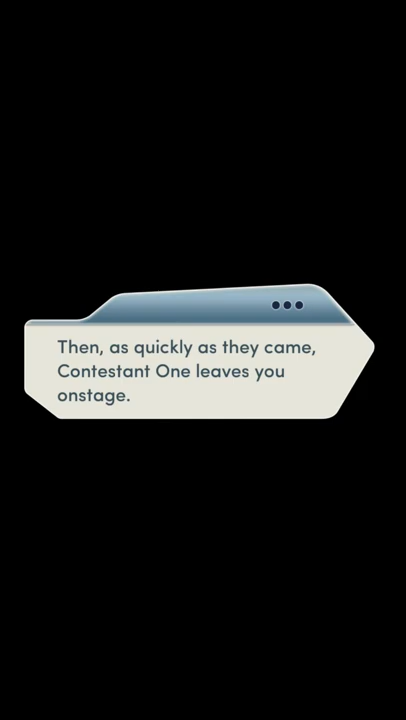 Then, as quickly as they came,
Contestant One leaves you
onstage.